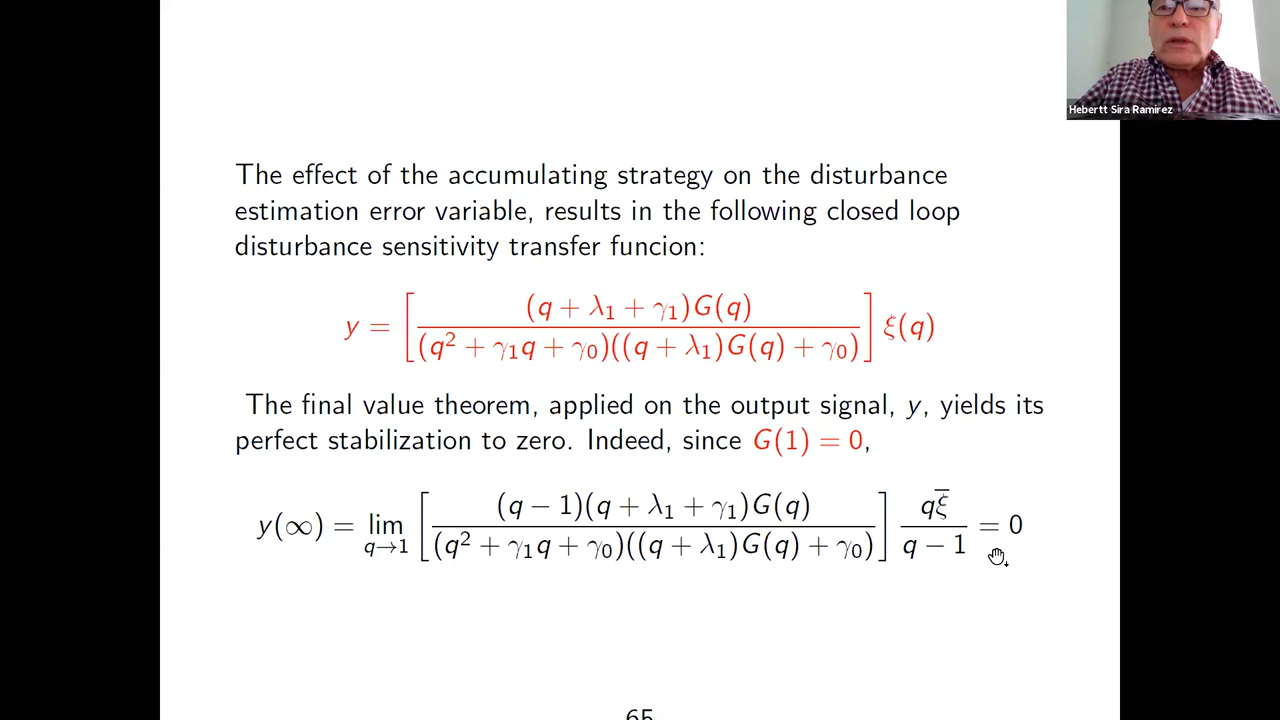 Hebertt Sira Ramirez
The effect of the accumulating strategy on the disturbance
estimation error variable, results in the following closed loop
disturbance sensitivity transfer funcion:
y = [ (q + λ₁ + γ₁)G(q) / (q² + γ₁q + γ₀)((q + λ₁)G(q) + γ₀) ] ξ(q)
The final value theorem, applied on the output signal, y, yields its
perfect stabilization to zero. Indeed, since G(1) = 0,
y(∞) = lim q→1 [ (q − 1)(q + λ₁ + γ₁)G(q) / (q² + γ₁q + γ₀)((q + λ₁)G(q) + γ₀) ] qξ̅ / q − 1 = 0
65